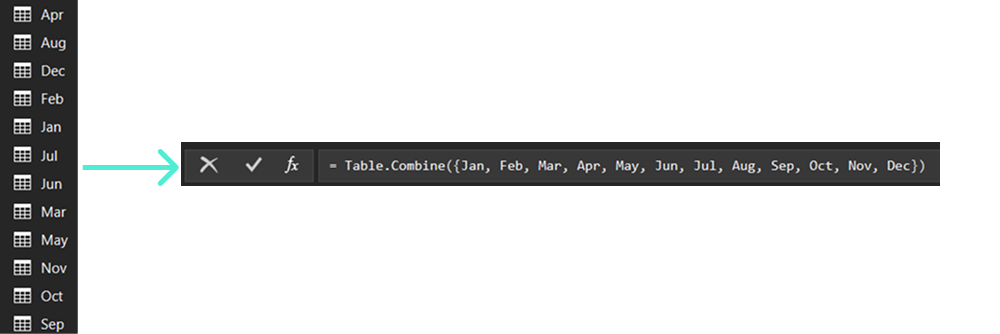 Apr
Aug
Dec
Feb
Jan
Jul
Jun
Mar
May
Nov
Oct
Sep
fx = Table.Combine({Jan, Feb, Mar, Apr, May, Jun, Jul, Aug, Sep, Oct, Nov, Dec})